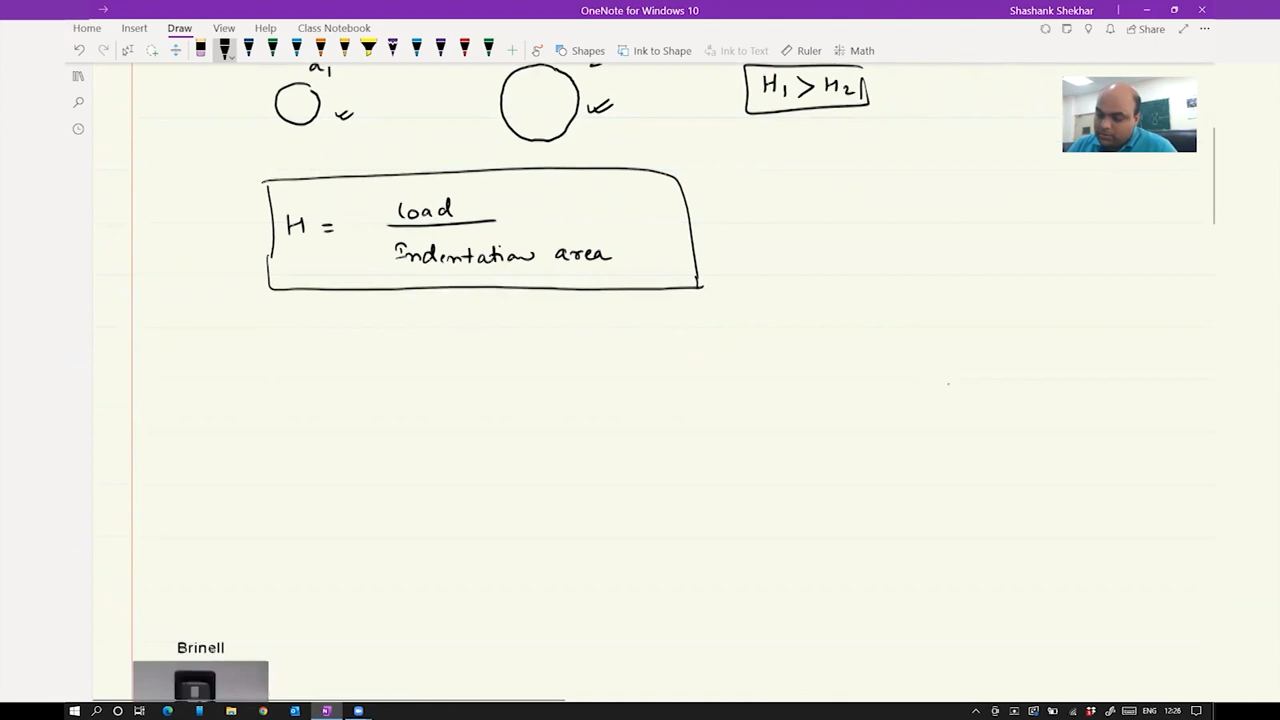 OneNote for Windows 10
Shashank Shekhar
Home Insert Draw View Help Class Notebook
Share
Shapes Ink to Shape Ink to Text Ruler Math
a1
H1 > H2
H = load
Indentation area
Brinell
ENG 12:26